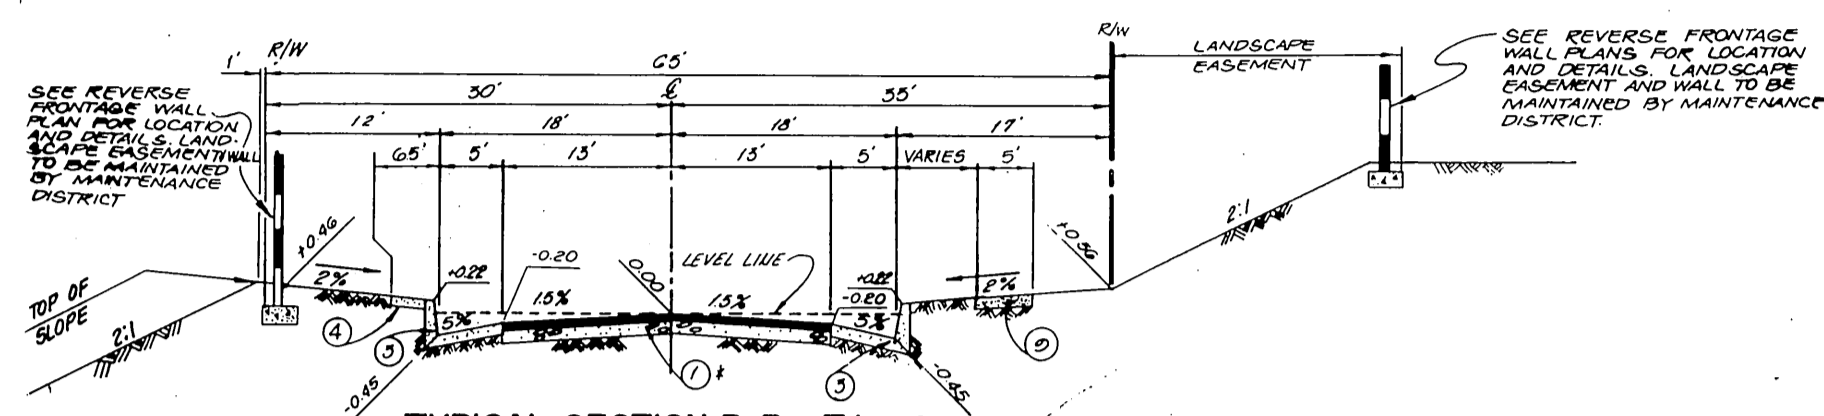 R/W
R/W
1'
65'
LANDSCAPE
EASEMENT
SEE REVERSE FRONTAGE
WALL PLANS FOR LOCATION
AND DETAILS. LANDSCAPE
EASEMENT AND WALL TO BE
MAINTAINED BY MAINTENANCE
DISTRICT.
SEE REVERSE
FRONTAGE WALL
PLAN FOR LOCATION
AND DETAILS. LAND-
SCAPE EASEMENT/WALL
TO BE MAINTAINED
BY MAINTENANCE
DISTRICT
30'
℄
35'
12'
18'
18'
17'
65'
5'
13'
13'
5'
VARIES
5'
+0.46
2%
+0.22
-0.20
0.00
LEVEL LINE
+0.22
-0.20
2%
+0.56
2:1
TOP OF
SLOPE
2:1
1.5%
1.5%
5%
5%
4
3
1 *
3
9
-0.45
-0.45